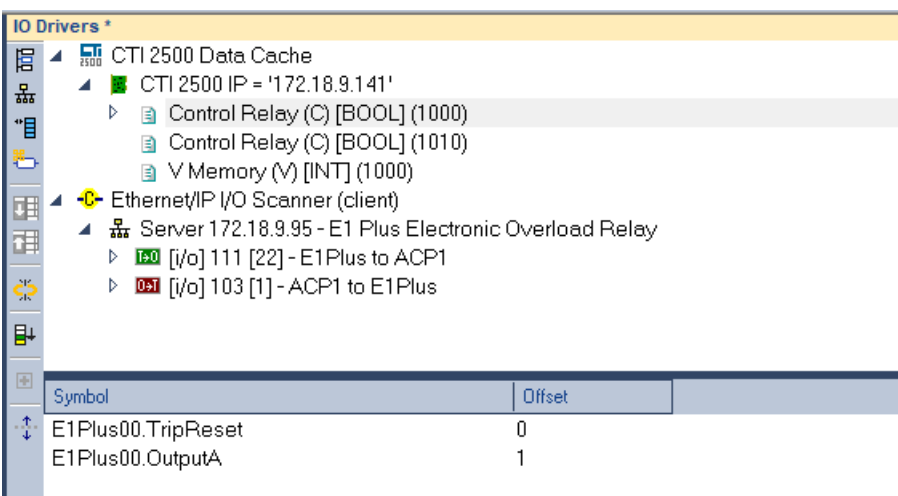 IO Drivers *
CTI 2500 Data Cache
CTI 2500 IP = '172.18.9.141'
Control Relay (C) [BOOL] (1000)
Control Relay (C) [BOOL] (1010)
V Memory (V) [INT] (1000)
Ethernet/IP I/O Scanner (client)
Server 172.18.9.95 - E1 Plus Electronic Overload Relay
T>O [i/o] 111 [22] - E1Plus to ACP1
O>T [i/o] 103 [1] - ACP1 to E1Plus
Symbol Offset
E1Plus00.TripReset 0
E1Plus00.OutputA 1